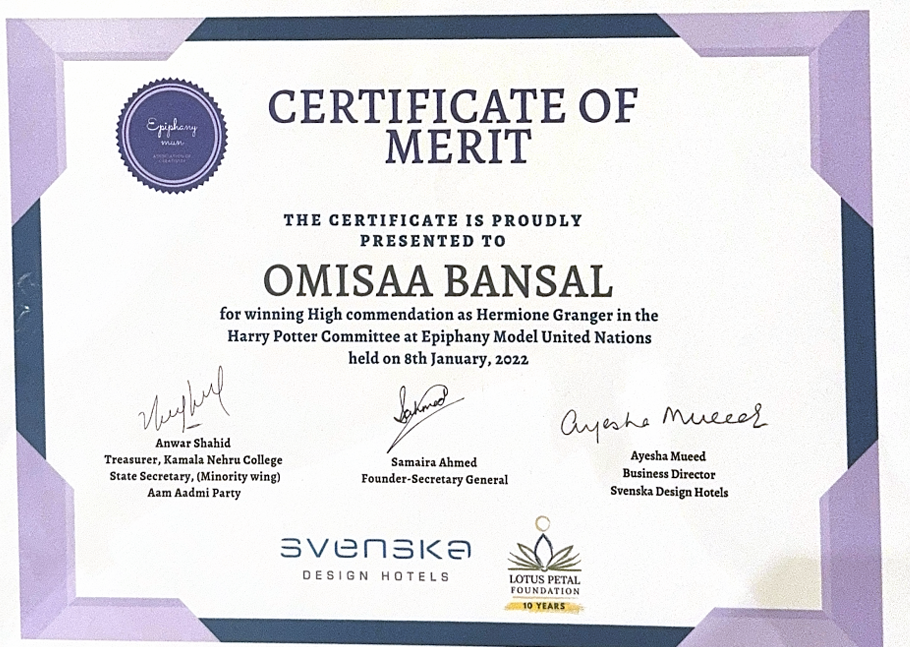 CERTIFICATE OF
MERIT
Epiphany
mun
THE CERTIFICATE IS PROUDLY
PRESENTED TO
OMISAA BANSAL
for winning High commendation as Hermione Granger in the
Harry Potter Committee at Epiphany Model United Nations
held on 8th January, 2022
Anwar Shahid
Treasurer, Kamala Nehru College
State Secretary, (Minority wing)
Aam Aadmi Party
Sahmed
Samaira Ahmed
Founder-Secretary General
Ayesha Mueed
Ayesha Mueed
Business Director
Svenska Design Hotels
svenska
DESIGN HOTELS
LOTUS PETAL
FOUNDATION
10 YEARS